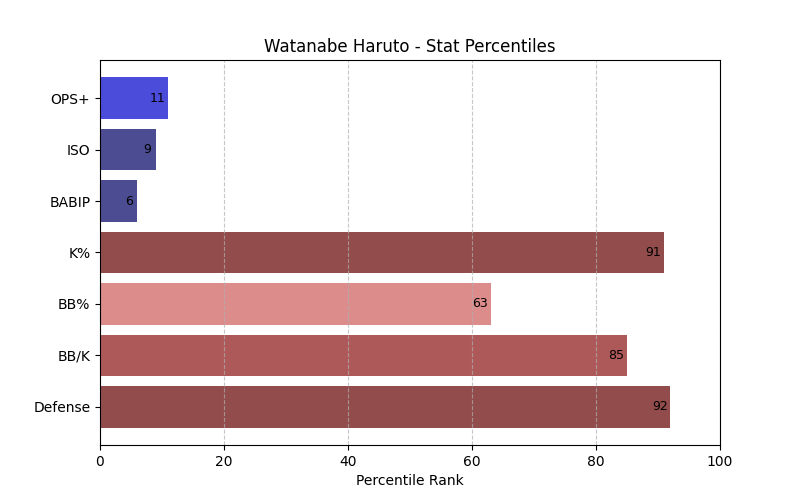 Watanabe Haruto - Stat Percentiles
OPS+ 11
ISO 9
BABIP 6
K% 91
BB% 63
BB/K 85
Defense 92
0 20 40 60 80 100
Percentile Rank